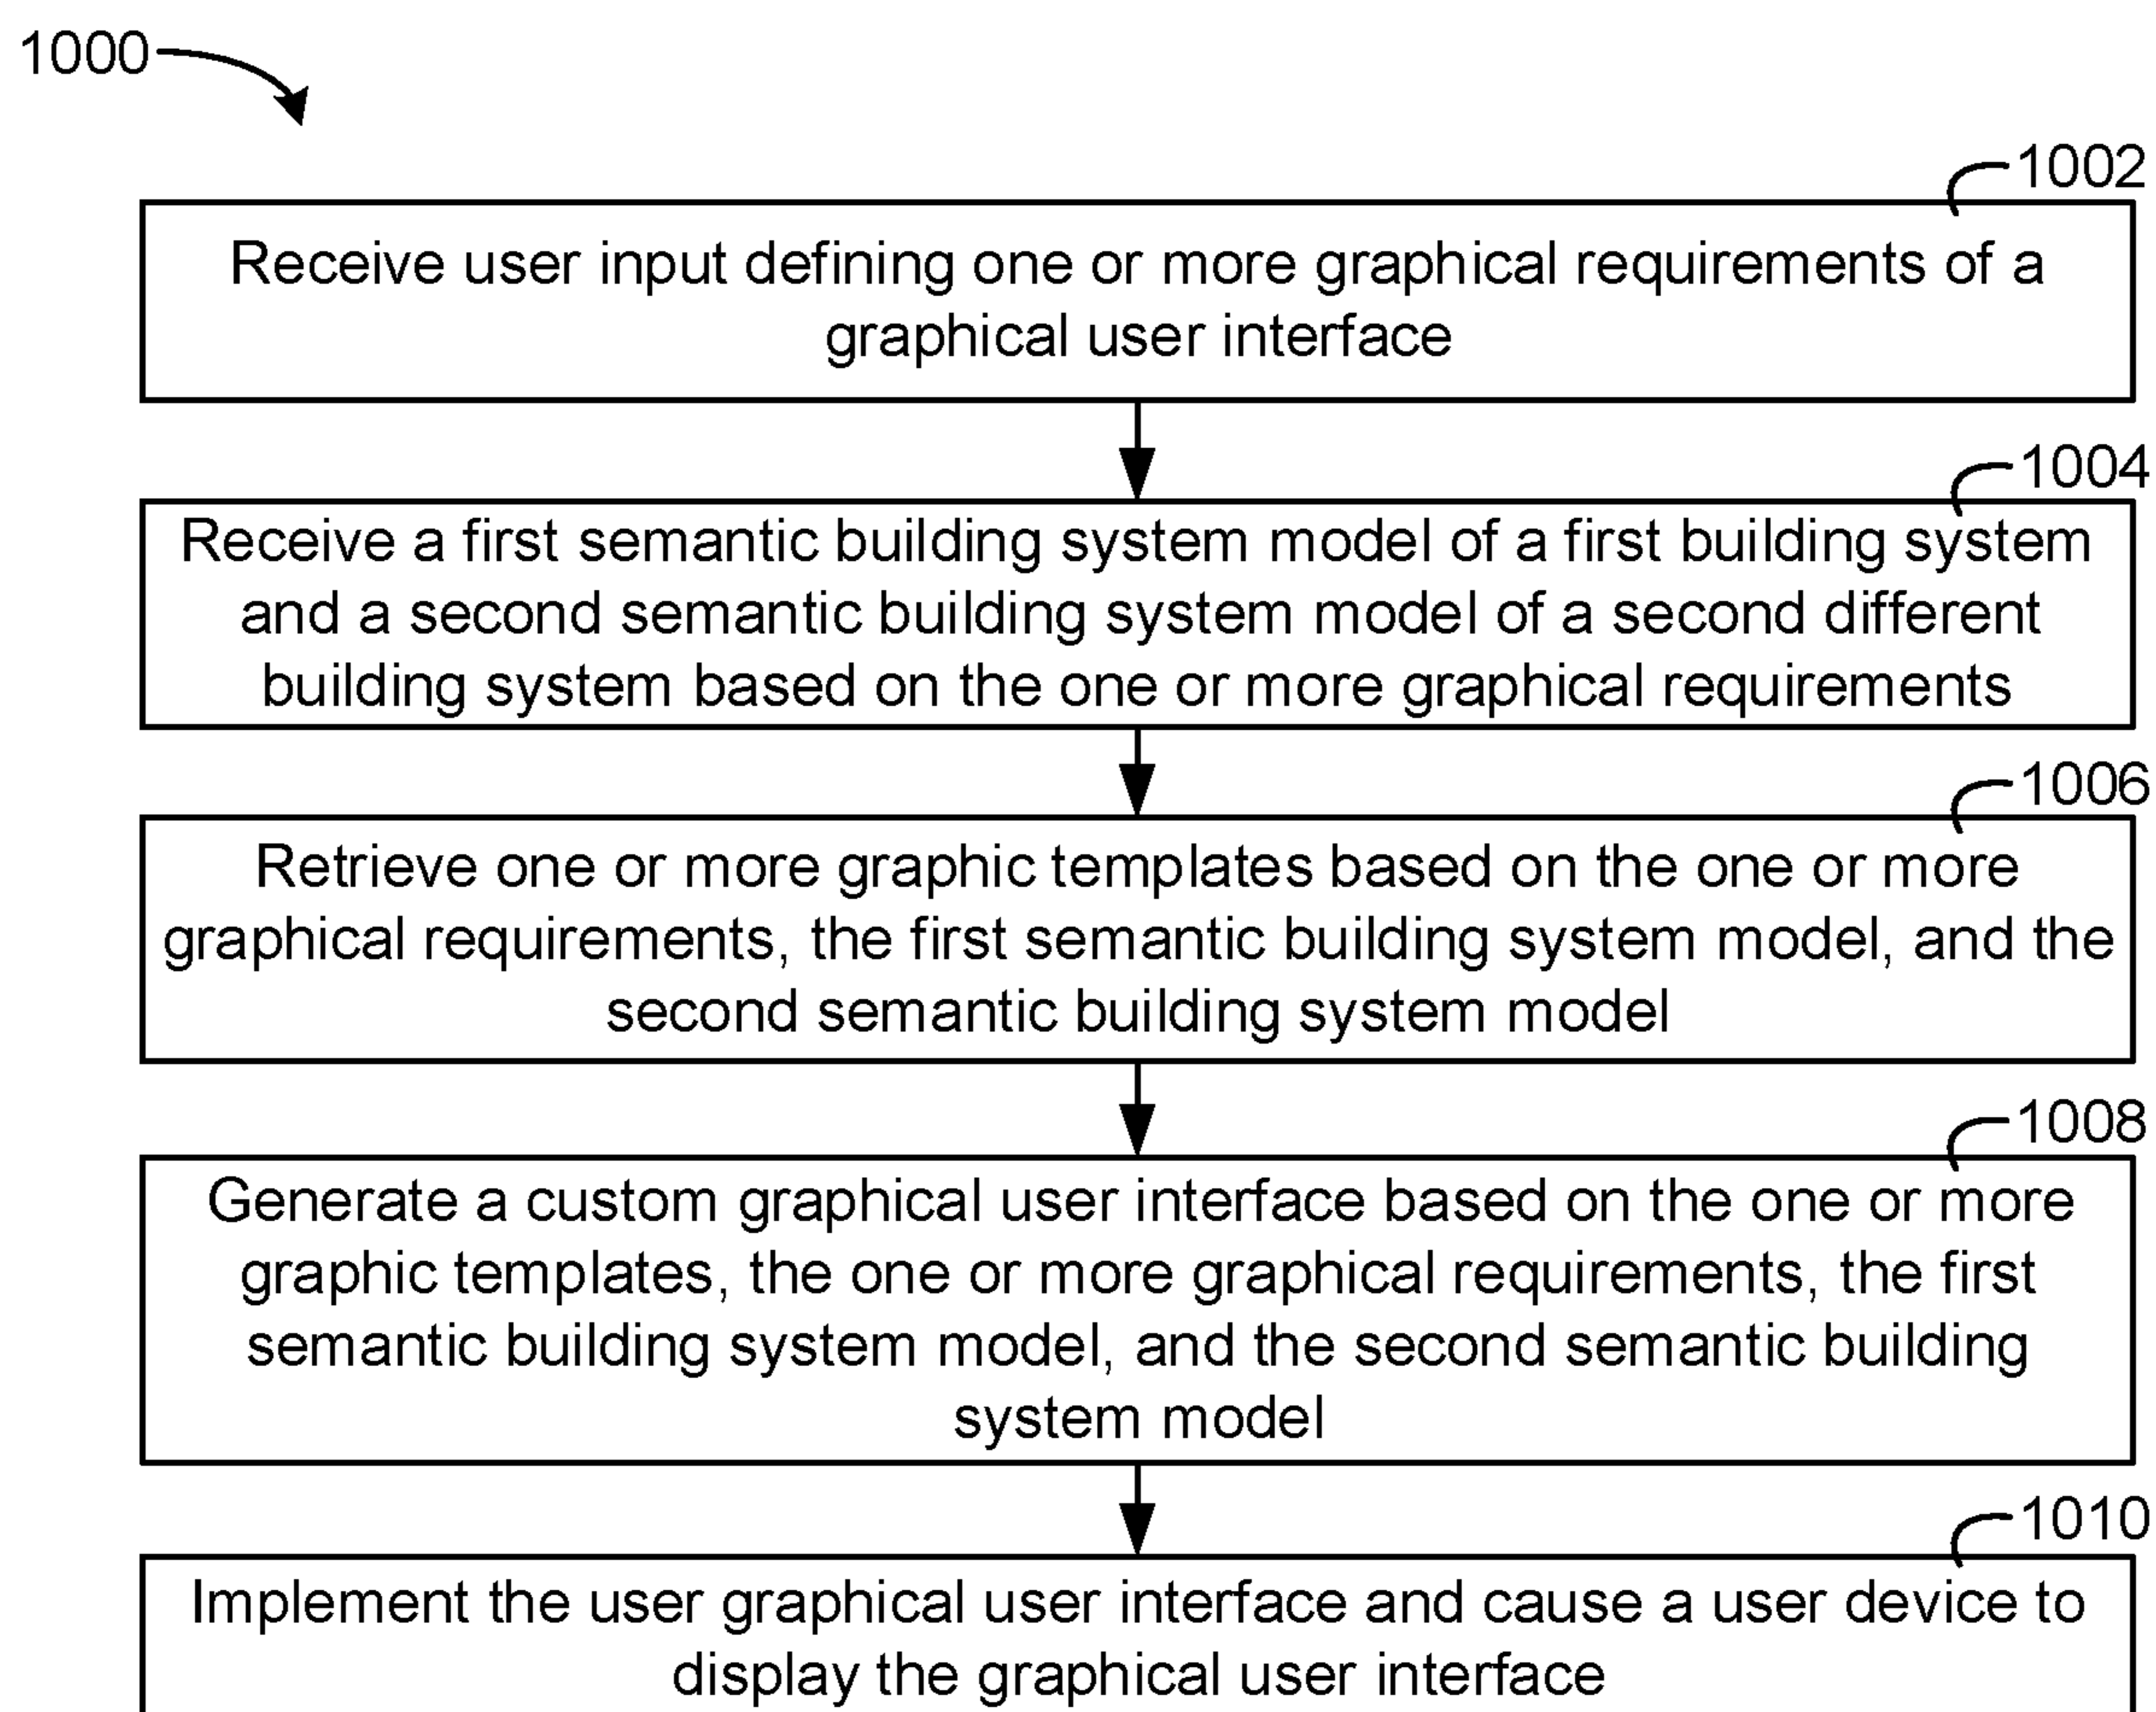 1000
1002
Receive user input defining one or more graphical requirements of a
graphical user interface
1004
Receive a first semantic building system model of a first building system
and a second semantic building system model of a second different
building system based on the one or more graphical requirements
1006
Retrieve one or more graphic templates based on the one or more
graphical requirements, the first semantic building system model, and the
second semantic building system model
1008
Generate a custom graphical user interface based on the one or more
graphic templates, the one or more graphical requirements, the first
semantic building system model, and the second semantic building
system model
1010
Implement the user graphical user interface and cause a user device to
display the graphical user interface